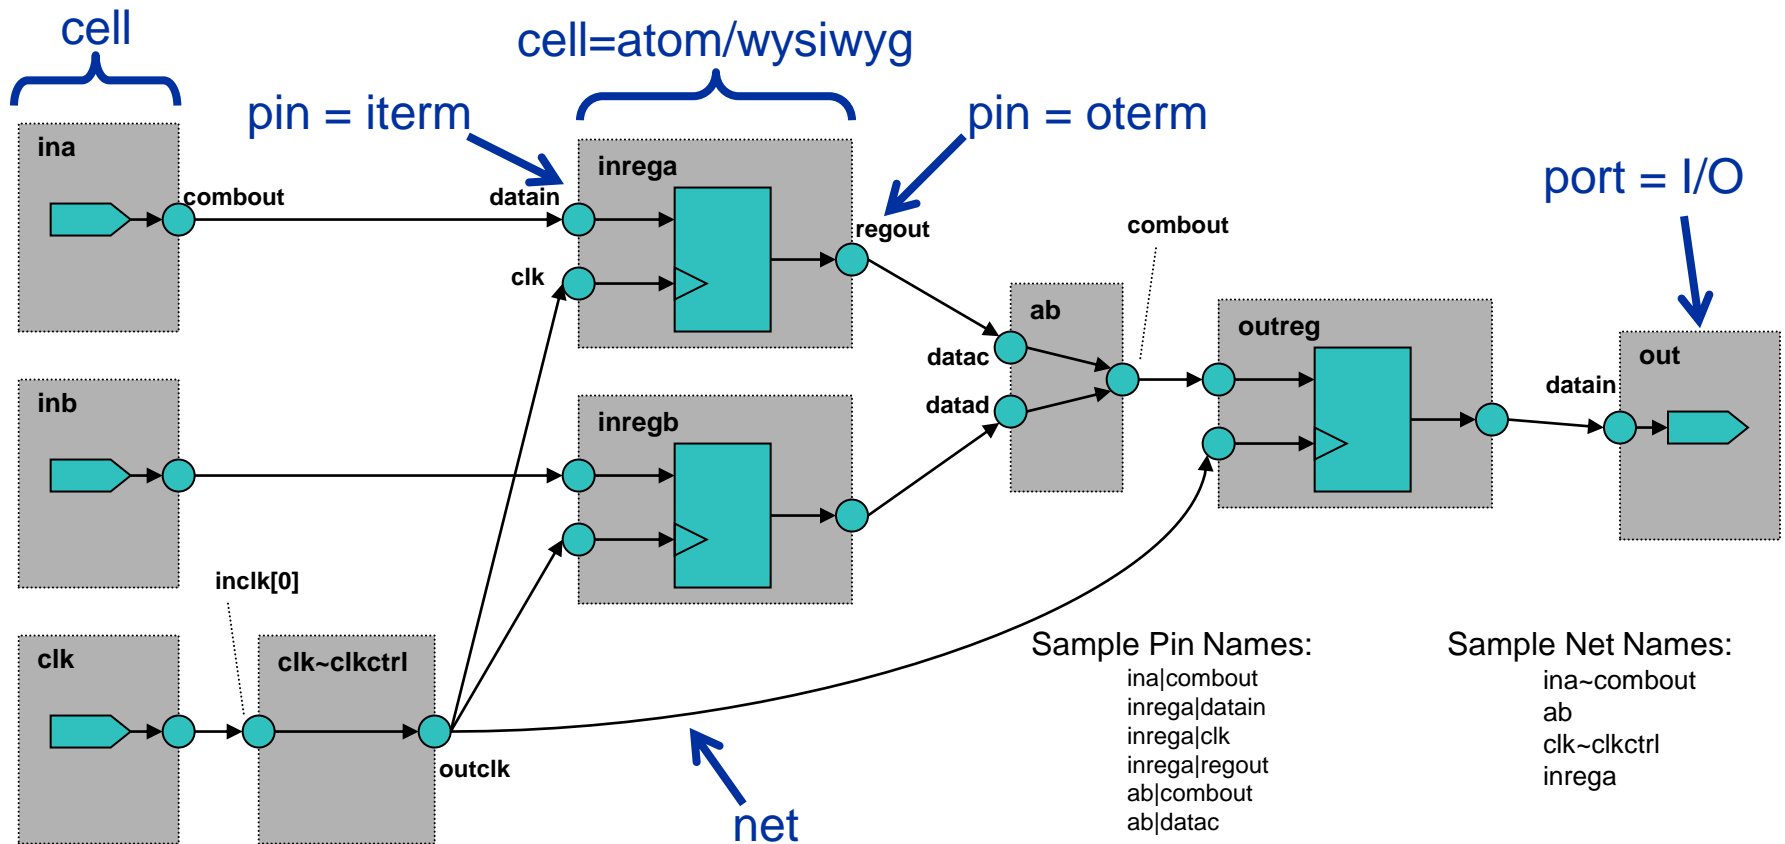 cell
cell=atom/wysiwyg
pin = iterm
pin = oterm
port = I/O
ina
combout
datain
inrega
regout
clk
combout
ab
datac
datad
outreg
out
datain
inb
inregb
inclk[0]
clk
clk~clkctrl
outclk
net
Sample Pin Names:
ina|combout
inrega|datain
inrega|clk
inrega|regout
ab|combout
ab|datac
Sample Net Names:
ina~combout
ab
clk~clkctrl
inrega